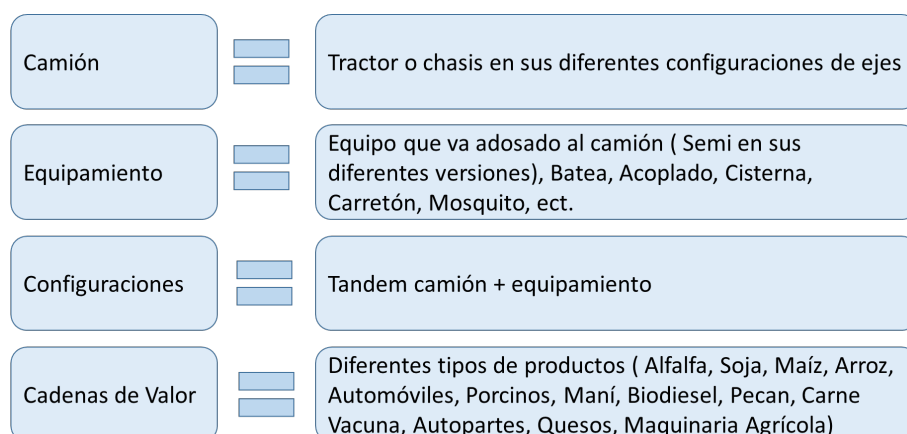 Camión
Tractor o chasis en sus diferentes configuraciones de ejes
Equipamiento
Equipo que va adosado al camión ( Semi en sus
diferentes versiones), Batea, Acoplado, Cisterna,
Carretón, Mosquito, ect.
Configuraciones
Tandem camión + equipamiento
Cadenas de Valor
Diferentes tipos de productos ( Alfalfa, Soja, Maíz, Arroz,
Automóviles, Porcinos, Maní, Biodiesel, Pecan, Carne
Vacuna, Autopartes, Quesos, Maquinaria Agrícola)